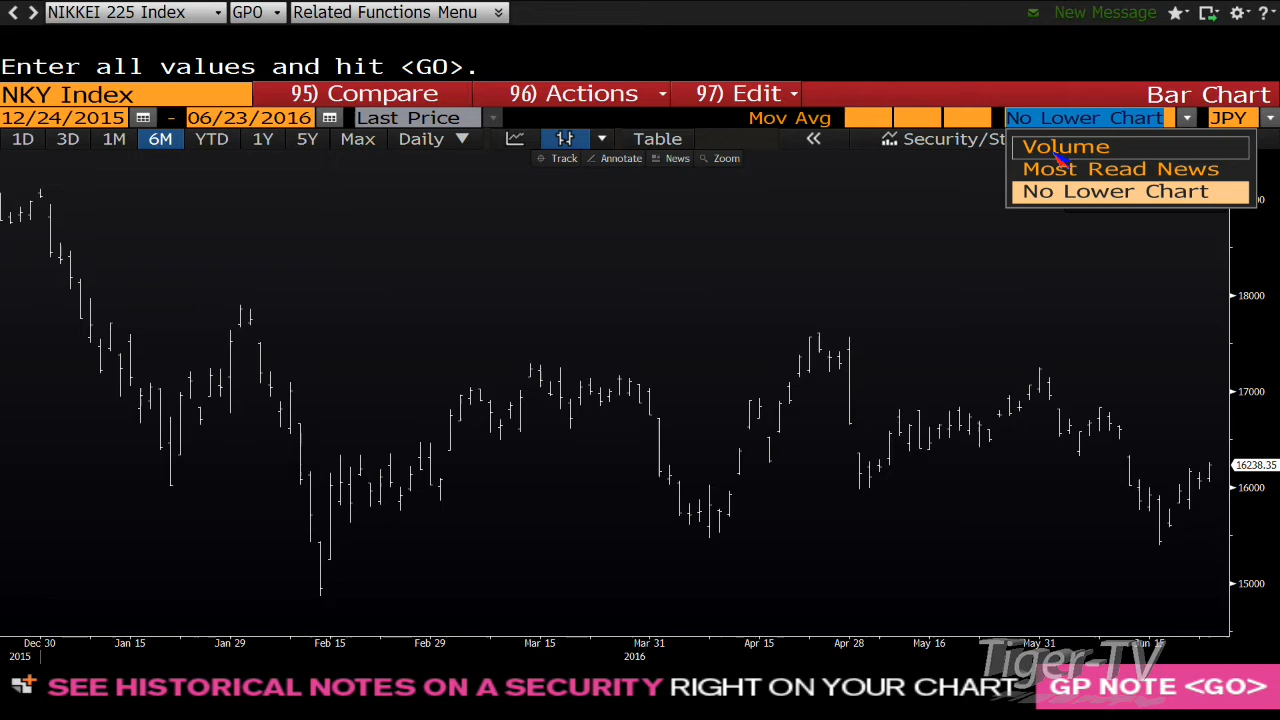 NIKKEI 225 Index GPO Related Functions Menu New Message ?
Enter all values and hit <GO>.
NKY Index 95) Compare 96) Actions 97) Edit Bar Chart
12/24/2015 - 06/23/2016 Last Price Mov Avg No Lower Chart JPY
1D 3D 1M 6M YTD 1Y 5Y Max Daily Table Security/St
Volume
Track Annotate News Zoom
Most Read News
No Lower Chart
18000
17000
16238.35
16000
15000
Dec 30 Jan 15 Jan 29 Feb 15 Feb 29 Mar 15 Mar 31 Apr 15 Apr 28 May 16 May 31 Jun 15
2015 2016
Tiger-TV
SEE HISTORICAL NOTES ON A SECURITY RIGHT ON YOUR CHART GP NOTE <GO>